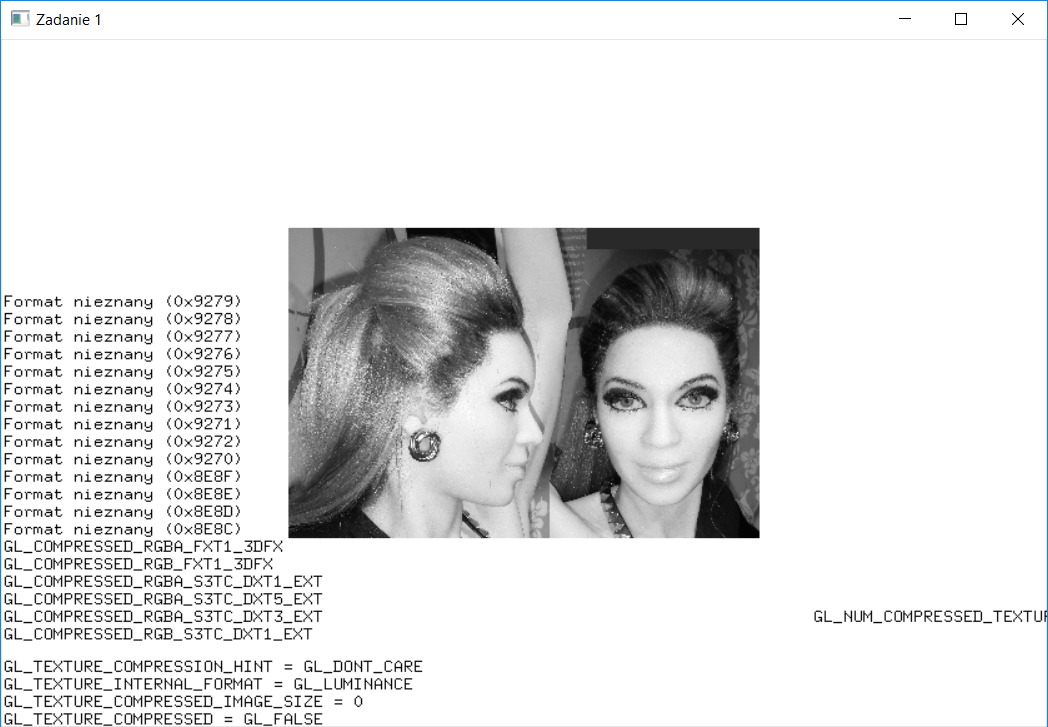 Zadanie 1
Format nieznany (0x9279)
Format nieznany (0x9278)
Format nieznany (0x9277)
Format nieznany (0x9276)
Format nieznany (0x9275)
Format nieznany (0x9274)
Format nieznany (0x9273)
Format nieznany (0x9271)
Format nieznany (0x9272)
Format nieznany (0x9270)
Format nieznany (0x8E8F)
Format nieznany (0x8E8E)
Format nieznany (0x8E8D)
Format nieznany (0x8E8C)
GL_COMPRESSED_RGBA_FXT1_3DFX
GL_COMPRESSED_RGB_FXT1_3DFX
GL_COMPRESSED_RGBA_S3TC_DXT1_EXT
GL_COMPRESSED_RGBA_S3TC_DXT5_EXT
GL_COMPRESSED_RGBA_S3TC_DXT3_EXT
GL_NUM_COMPRESSED_TEXTUR
GL_COMPRESSED_RGB_S3TC_DXT1_EXT
GL_TEXTURE_COMPRESSION_HINT = GL_DONT_CARE
GL_TEXTURE_INTERNAL_FORMAT = GL_LUMINANCE
GL_TEXTURE_COMPRESSED_IMAGE_SIZE = 0
GL_TEXTURE_COMPRESSED = GL_FALSE